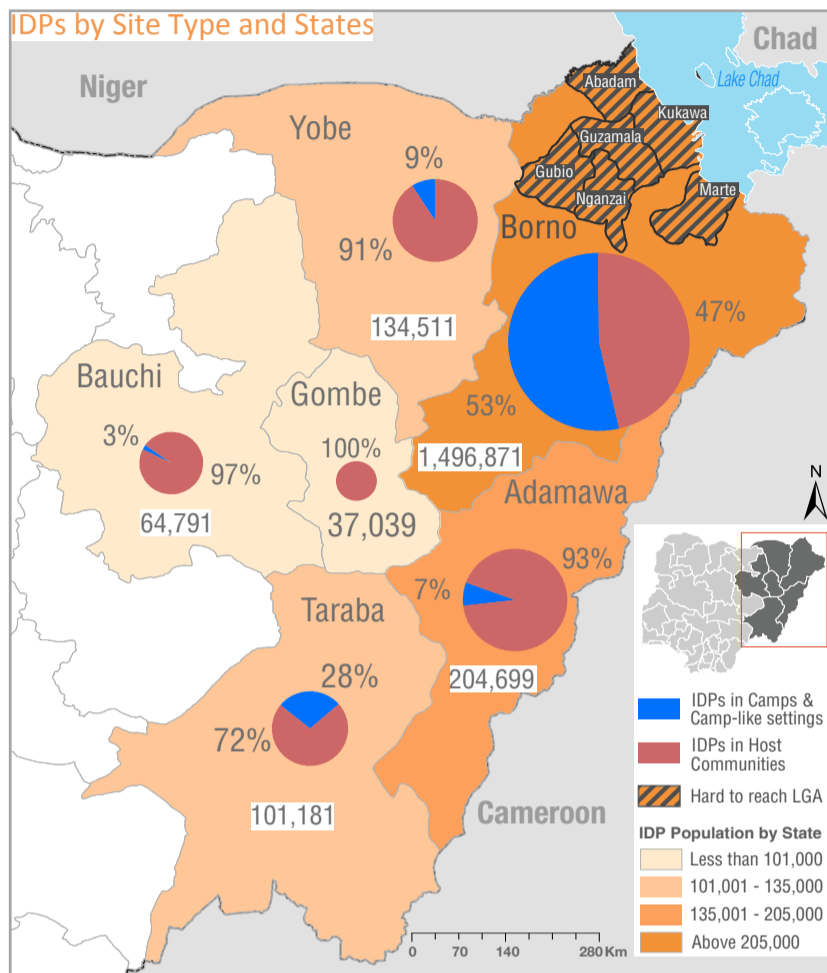 IDPs by Site Type and States
Chad
Niger
Lake Chad
Abadam
Kukawa
Yobe
Guzamala
9%
Gubio
Marte
Nganzai
Borno
91%
47%
134,511
Bauchi
Gombe
53%
3%
100%
1,496,871
97%
N
Adamawa
64,791
37,039
93%
7%
Taraba
204,699
28%
72%
101,181
Cameroon
IDPs in Camps &
Camp-like settings
IDPs in Host
Communities
Hard to reach LGA
IDP Population by State
Less than 101,000
101,001 - 135,000
135,001 - 205,000
Above 205,000
0 70 140 280 Km